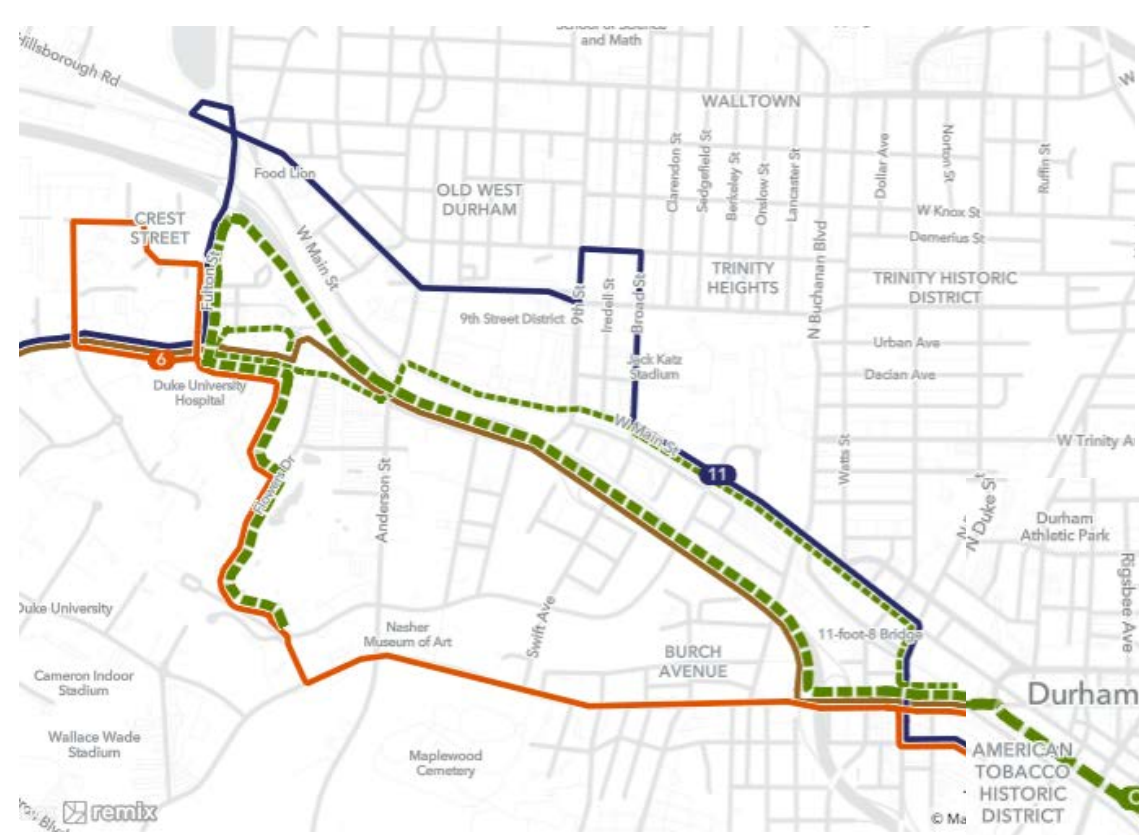 and Math
Hillsborough Rd
WALLTOWN
Clarendon St
Sedgefield St
Berkeley St
Onslow St
Lancaster St
Dollar Ave
Norton St
Ruffin St
Food Lion
OLD WEST
DURHAM
W Knox St
Demerius St
CREST
STREET
W Main St
Fulton St
N Buchanan Blvd
TRINITY
HEIGHTS
TRINITY HISTORIC
DISTRICT
9th Street District
9th St
Iredell St
Broad St
Urban Ave
Jack Katz
Stadium
Dacian Ave
6
Duke University
Hospital
W Main St
W Trinity A
Watts St
11
Flowers Dr
Anderson St
N Duke St
Durham
Athletic Park
Rigsbee Ave
Duke University
Nasher
Museum of Art
Swift Ave
11-foot-8 Bridge
BURCH
AVENUE
Cameron Indoor
Stadium
Durham
Wallace Wade
Stadium
Maplewood
Cemetery
AMERICAN
TOBACCO
HISTORIC
DISTRICT
remix
© Ma